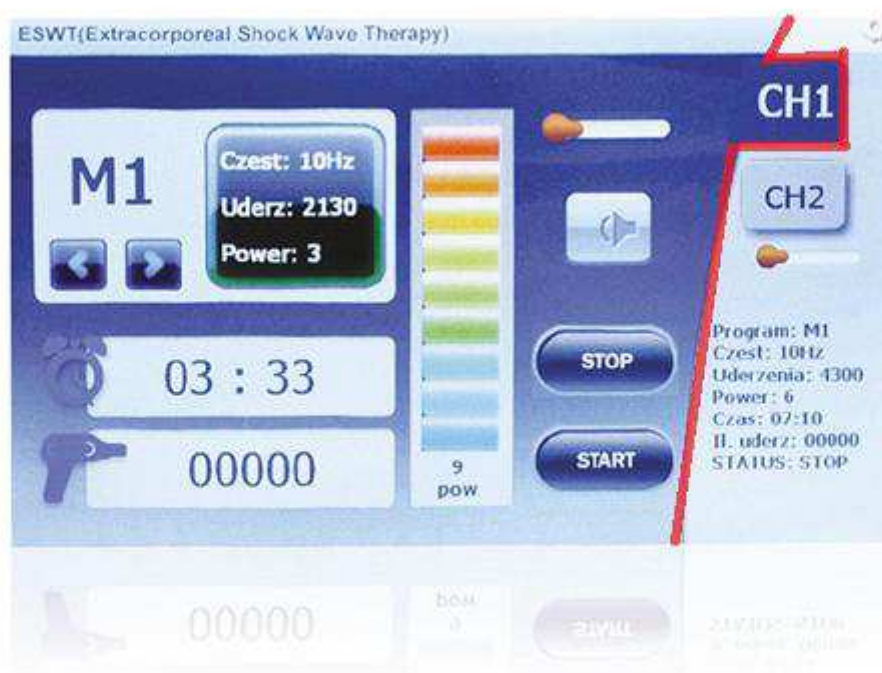 ESWT(Extracorporeal Shock Wave Therapy)
CH1
M1
Czest: 10Hz
Uderz: 2130
Power: 3
CH2
03 : 33
00000
9
pow
STOP
START
Program: M1
Czest: 10Hz
Uderzenia: 4300
Power: 6
Czas: 07:10
Il. uderz: 00000
STATUS: STOP